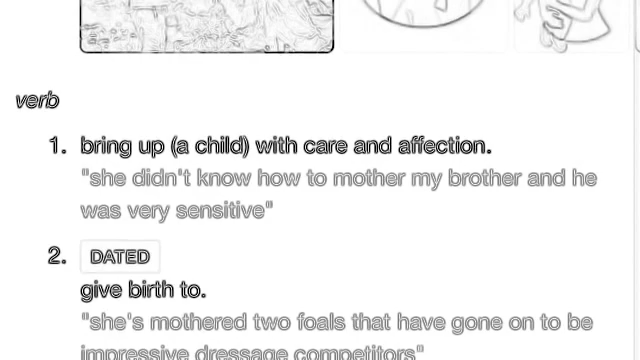 verb
1. bring up (a child) with care and affection.
"she didn't know how to mother my brother and he
was very sensitive"
2. DATED
give birth to.
"she's mothered two foals that have gone on to be
impressive dressage competitors"